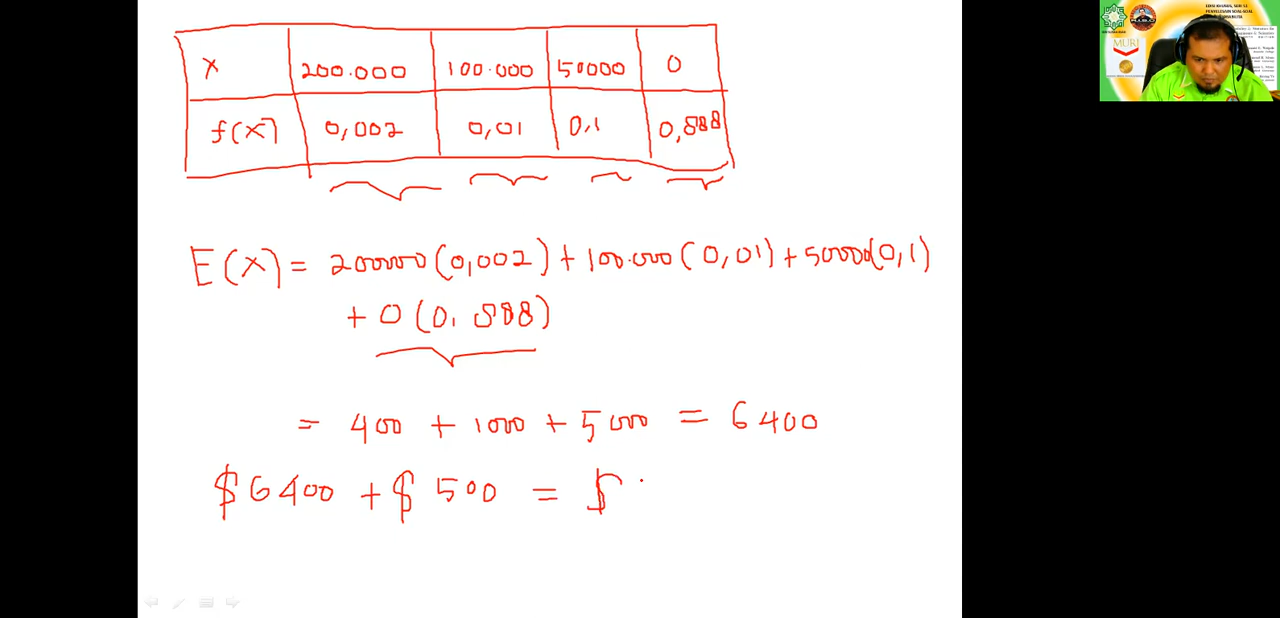 X 200.000 100.000 50000 0
f(X) 0,002 0,01 0,1 0,888
E(X) = 200000(0,002) + 100.000(0,01) + 50000(0,1)
+ 0(0,888)
= 400 + 1000 + 5000 = 6400
$6400 + $ 500 = $
MURI